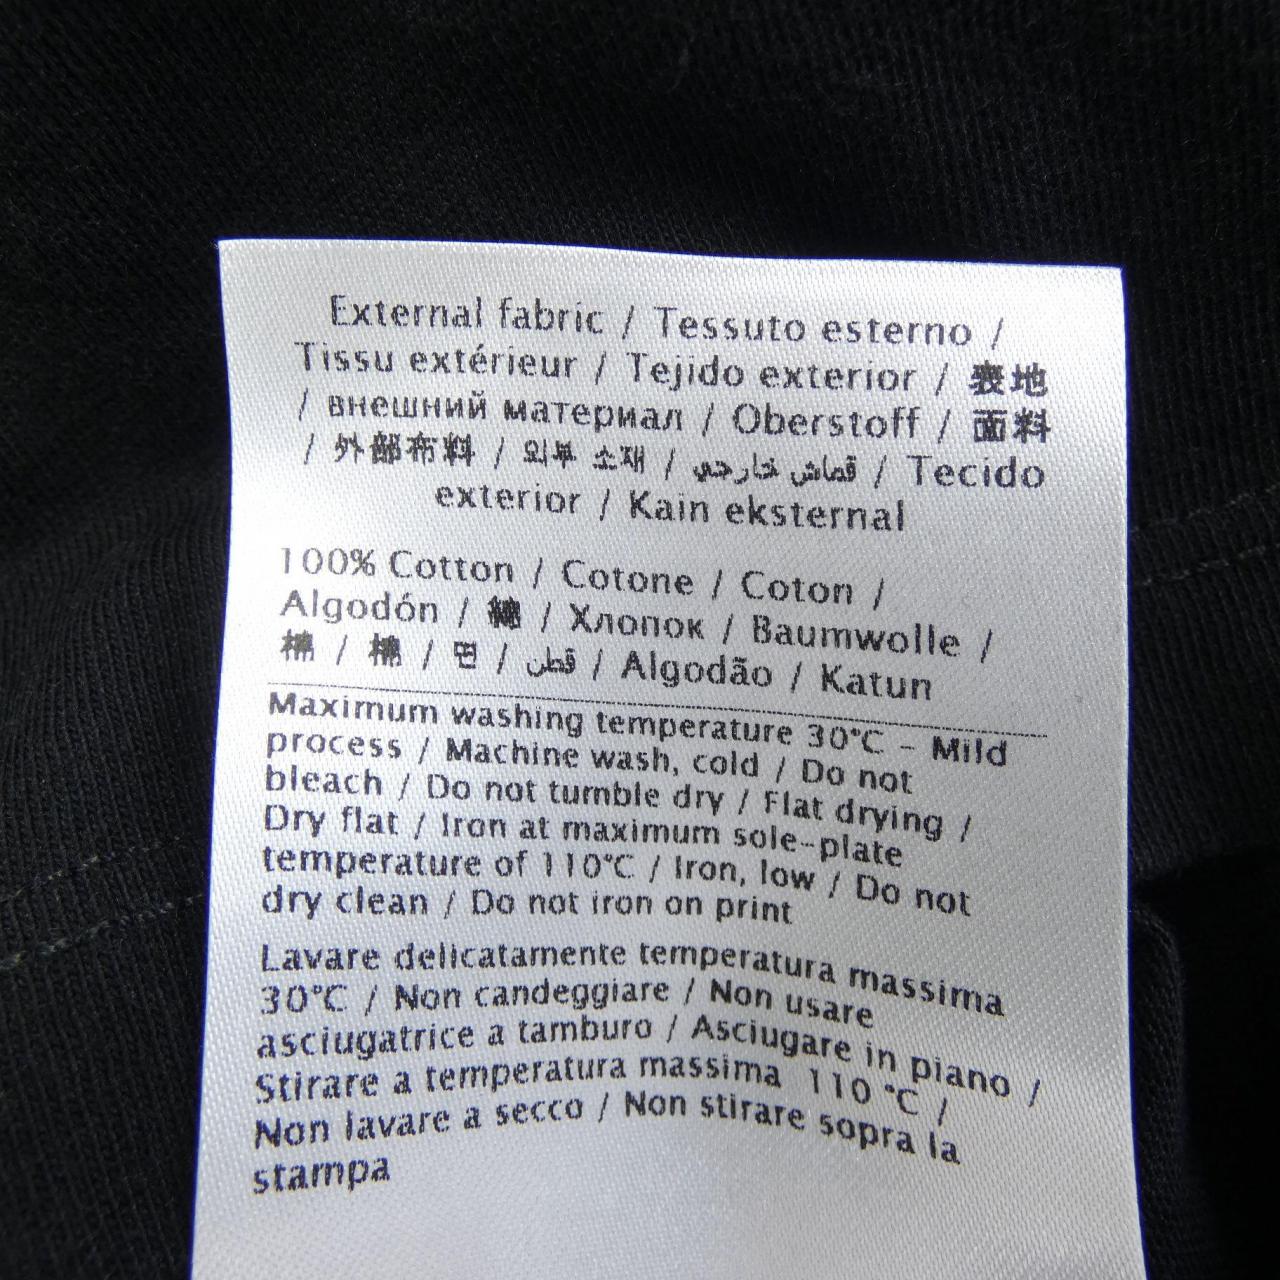 External fabric / Tessuto esterno /
Tissu extérieur / Tejido exterior / 表地
/ внешний материал / Oberstoff / 面料
/ 外部布料 / 외부 소재 / قماش خارجي / Tecido
exterior / Kain eksternal
100% Cotton / Cotone / Coton /
Algodón / 綿 / Хлопок / Baumwolle /
棉 / 棉 / 면 / قطن / Algodão / Katun
Maximum washing temperature 30°C - Mild
process / Machine wash, cold / Do not
bleach / Do not tumble dry / Flat drying /
Dry flat / Iron at maximum sole-plate
temperature of 110°C / Iron, low / Do not
dry clean / Do not iron on print
Lavare delicatamente temperatura massima
30°C / Non candeggiare / Non usare
asciugatrice a tamburo / Asciugare in piano /
Stirare a temperatura massima 110 °C /
Non lavare a secco / Non stirare sopra la
stampa